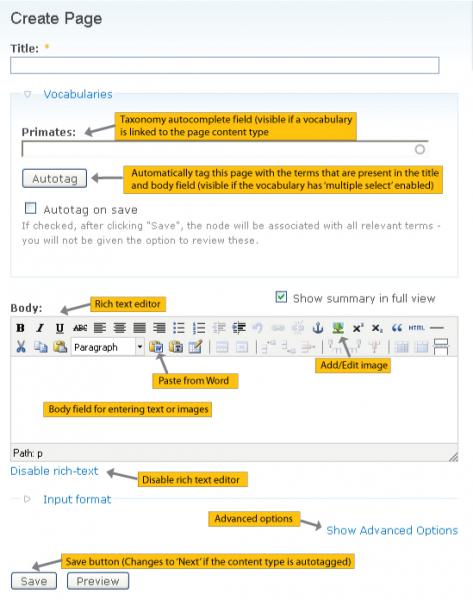 Create Page
Title: *
Vocabularies
Taxonomy autocomplete field (visible if a vocabulary
is linked to the page content type
Primates:
Autotag
Automatically tag this page with the terms that are present in the title
and body field (visible if the vocabulary has 'multiple select' enabled)
Autotag on save
If checked, after clicking "Save", the node will be associated with all relevant terms -
you will not be given the option to review these.
Rich text editor
Body:
Show summary in full view
B I U ABC HTML
Paragraph
Paste from Word
Add/Edit image
Body field for entering text or images
Path: p
Disable rich-text
Disable rich text editor
Input format
Advanced options
Show Advanced Options
Save button (Changes to 'Next' if the content type is autotagged)
Save Preview